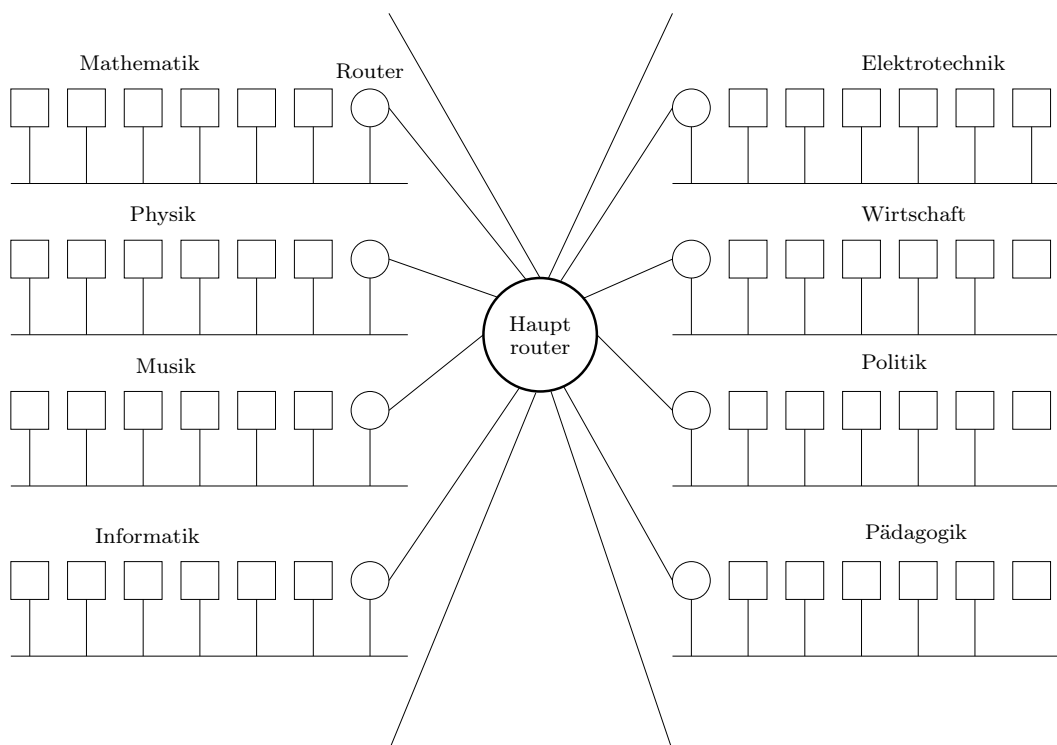 Mathematik
Router
Elektrotechnik
Physik
Wirtschaft
Haupt
router
Musik
Politik
Informatik
Pädagogik